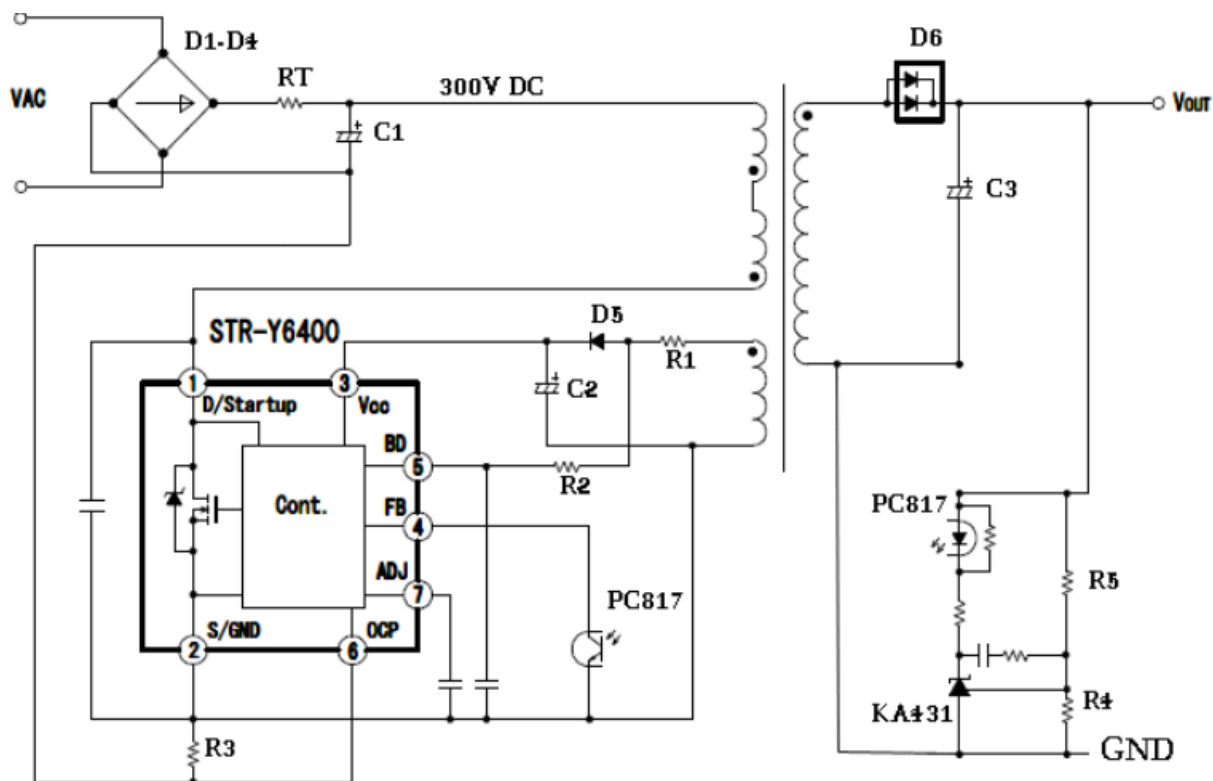 D1-D4
D6
RT
300V DC
VAC
VOUT
C1
C3
STR-Y6400
D5
R1
1
3
D/Startup
Vcc
C2
BD
5
R2
PC817
Cont.
FB
4
ADJ
7
R5
PC817
S/GND
OCP
2
6
KA431
R4
R3
GND